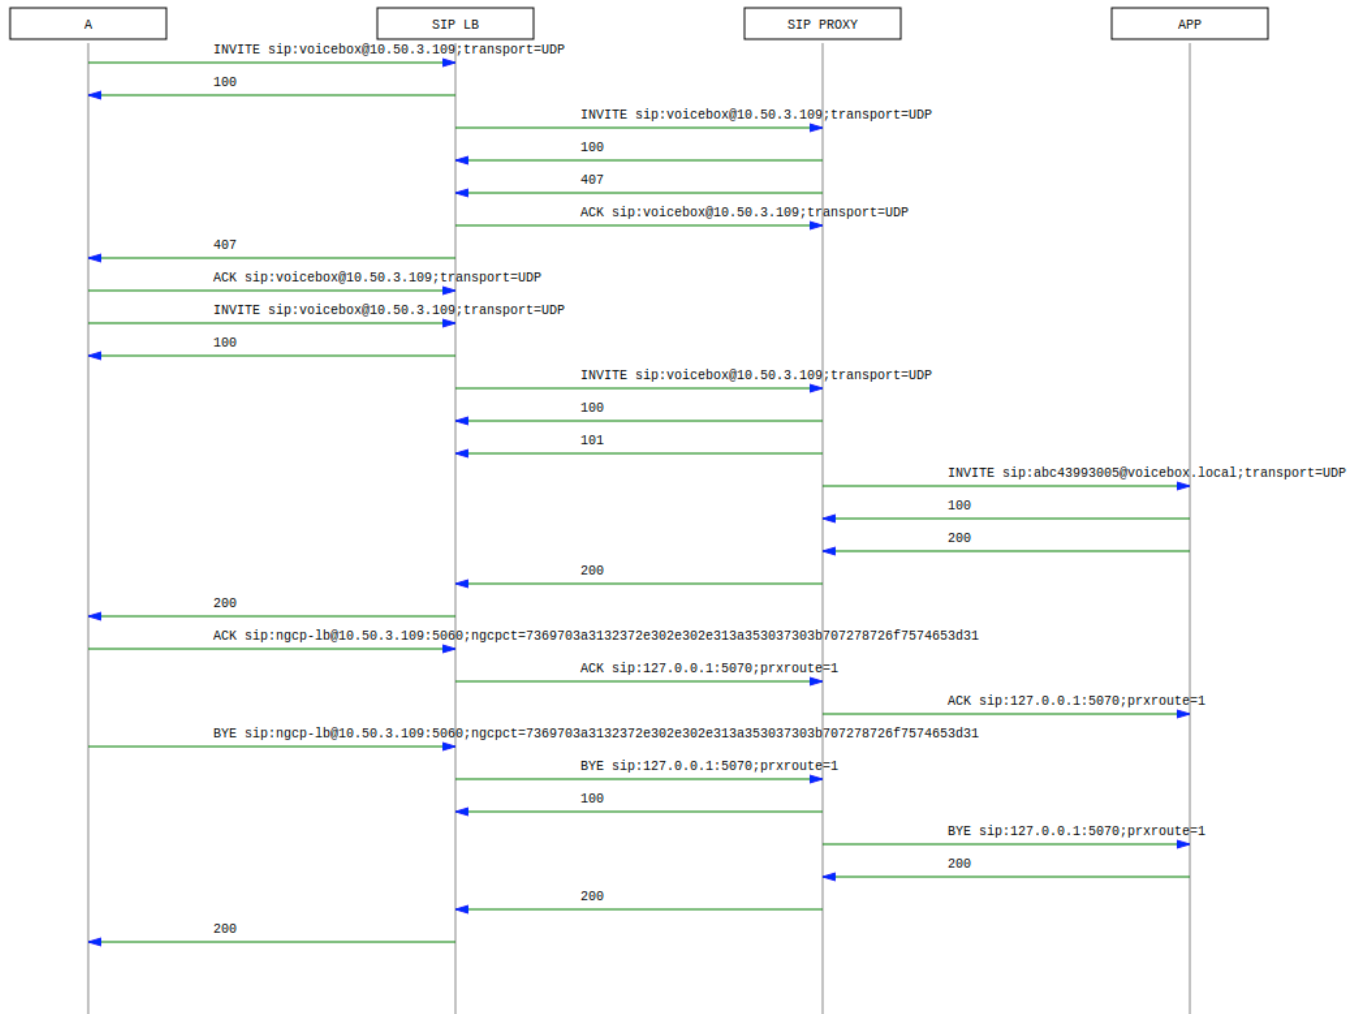 A
SIP LB
SIP PROXY
APP
INVITE sip:voicebox@10.50.3.109;transport=UDP
100
INVITE sip:voicebox@10.50.3.109;transport=UDP
100
407
ACK sip:voicebox@10.50.3.109;transport=UDP
407
ACK sip:voicebox@10.50.3.109;transport=UDP
INVITE sip:voicebox@10.50.3.109;transport=UDP
100
INVITE sip:voicebox@10.50.3.109;transport=UDP
100
101
INVITE sip:abc43993005@voicebox.local;transport=UDP
100
200
200
200
ACK sip:ngcp-lb@10.50.3.109:5060;ngcpct=7369703a3132372e302e302e313a353037303b707278726f7574653d31
ACK sip:127.0.0.1:5070;prxroute=1
ACK sip:127.0.0.1:5070;prxroute=1
BYE sip:ngcp-lb@10.50.3.109:5060;ngcpct=7369703a3132372e302e302e313a353037303b707278726f7574653d31
BYE sip:127.0.0.1:5070;prxroute=1
100
BYE sip:127.0.0.1:5070;prxroute=1
200
200
200